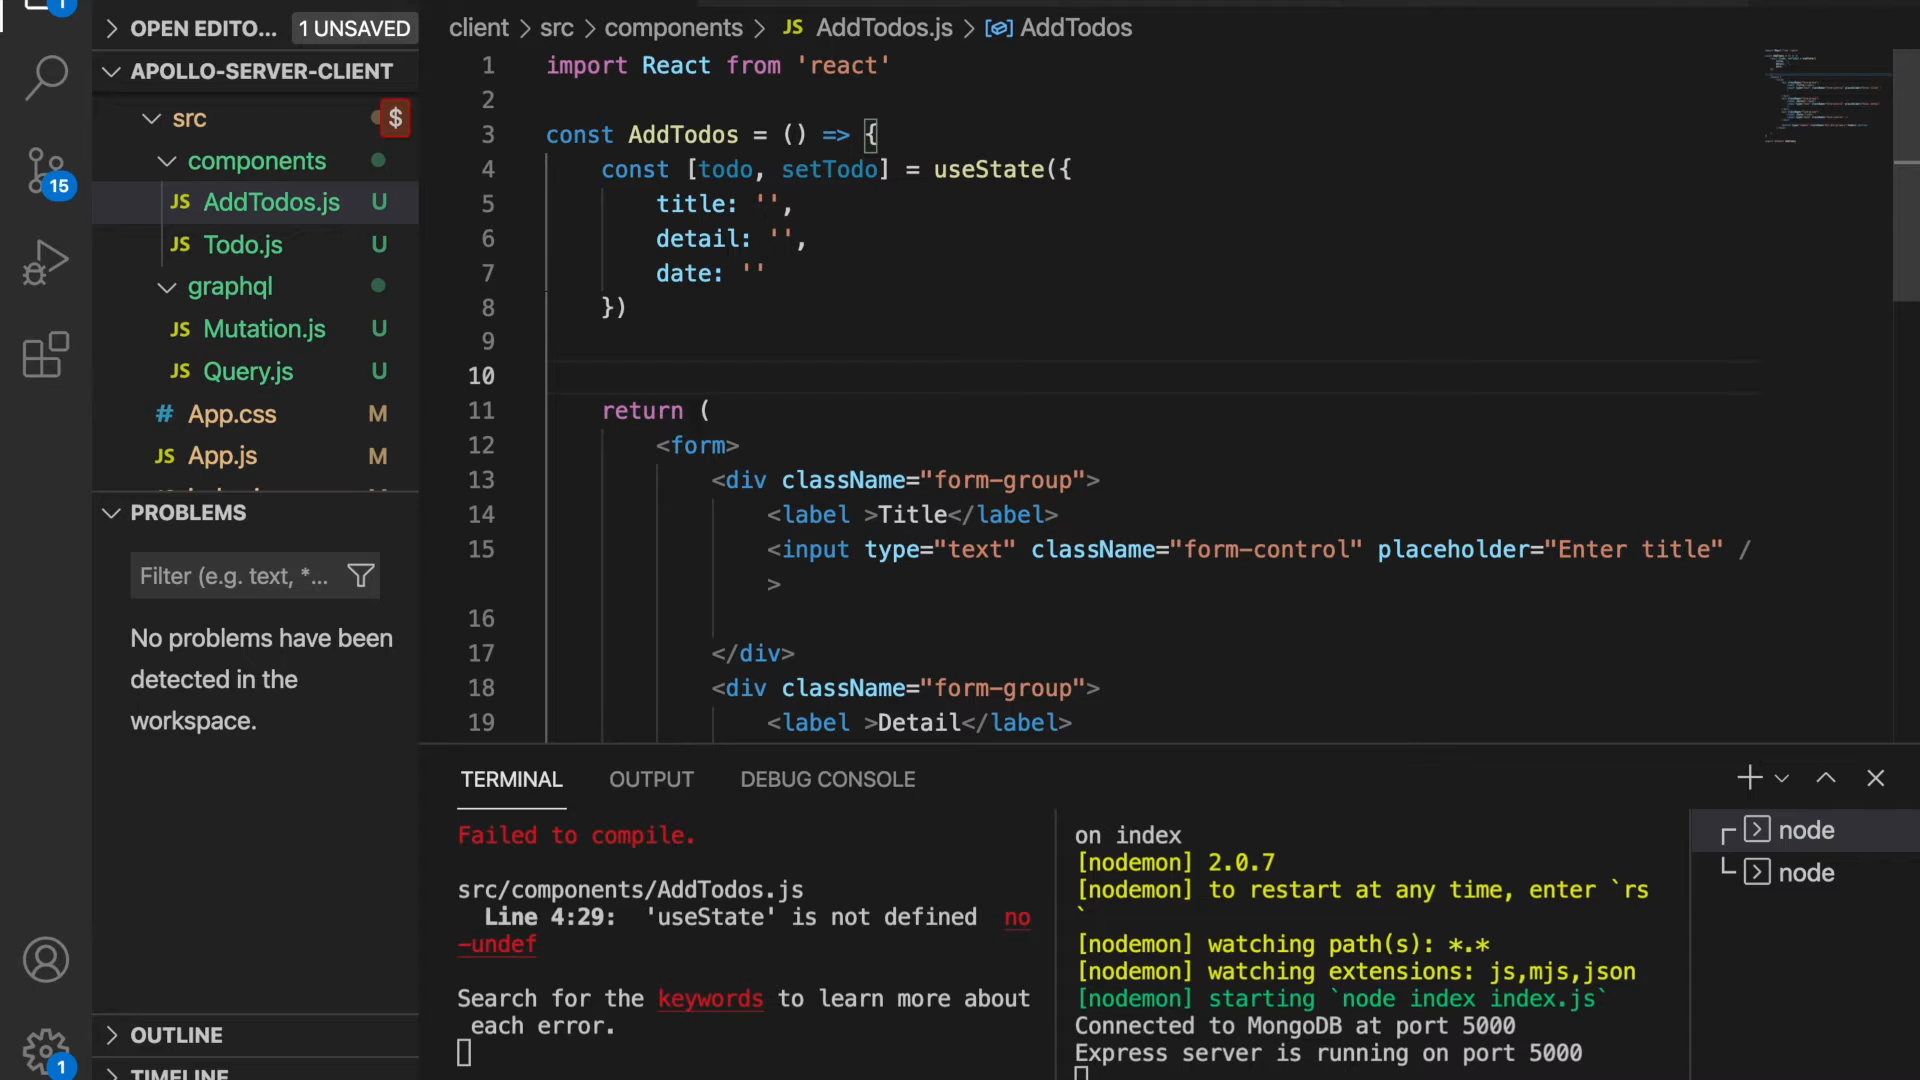 1
OPEN EDITO... 1 UNSAVED
APOLLO-SERVER-CLIENT
src $
components
JS AddTodos.js U
JS Todo.js U
graphql
JS Mutation.js U
JS Query.js U
# App.css M
JS App.js M
15
PROBLEMS
Filter (e.g. text, *...
No problems have been
detected in the
workspace.
OUTLINE
TIMELINE
1
client > src > components > JS AddTodos.js > AddTodos
1 import React from 'react'
2
3 const AddTodos = () => {
4 const [todo, setTodo] = useState({
5 title: '',
6 detail: '',
7 date: ''
8 })
9
10
11 return (
12 <form>
13 <div className="form-group">
14 <label >Title</label>
15 <input type="text" className="form-control" placeholder="Enter title" /
>
16
17 </div>
18 <div className="form-group">
19 <label >Detail</label>
TERMINAL OUTPUT DEBUG CONSOLE
Failed to compile.
src/components/AddTodos.js
Line 4:29: 'useState' is not defined no
-undef
Search for the keywords to learn more about
each error.
on index
[nodemon] 2.0.7
[nodemon] to restart at any time, enter `rs
`
[nodemon] watching path(s): *.*
[nodemon] watching extensions: js,mjs,json
[nodemon] starting `node index index.js`
Connected to MongoDB at port 5000
Express server is running on port 5000
node
node